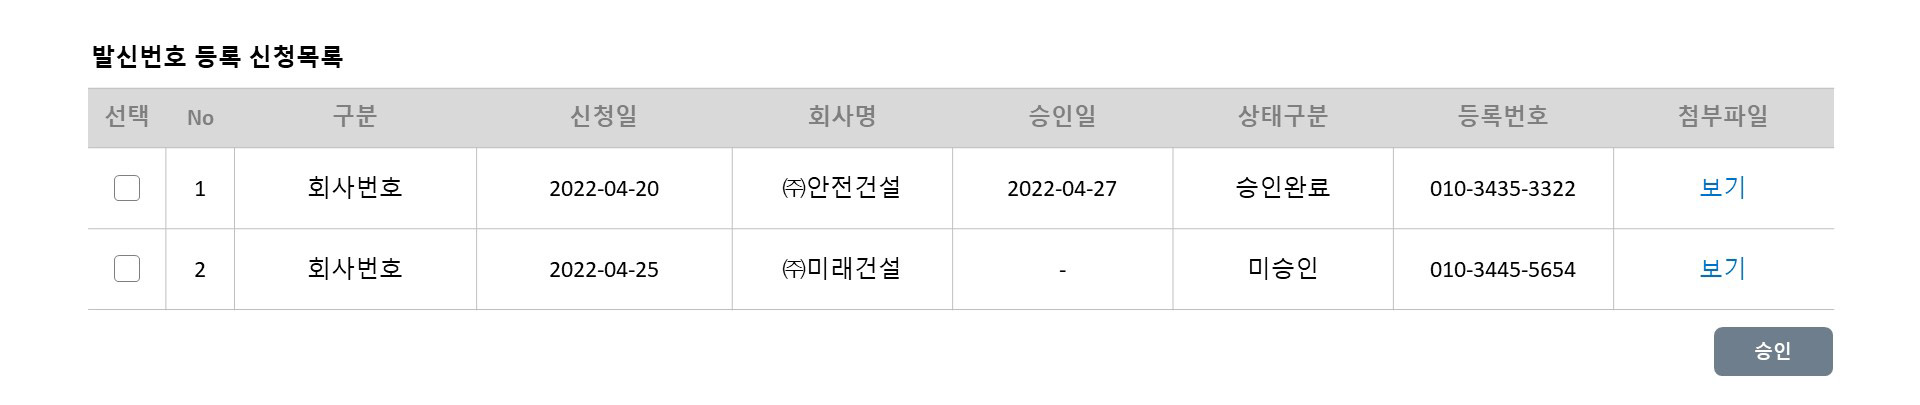 발신번호 등록 신청목록
선택 No 구분 신청일 회사명 승인일 상태구분 등록번호 첨부파일
1 회사번호 2022-04-20 ㈜안전건설 2022-04-27 승인완료 010-3435-3322 보기
2 회사번호 2022-04-25 ㈜미래건설 - 미승인 010-3445-5654 보기
승인